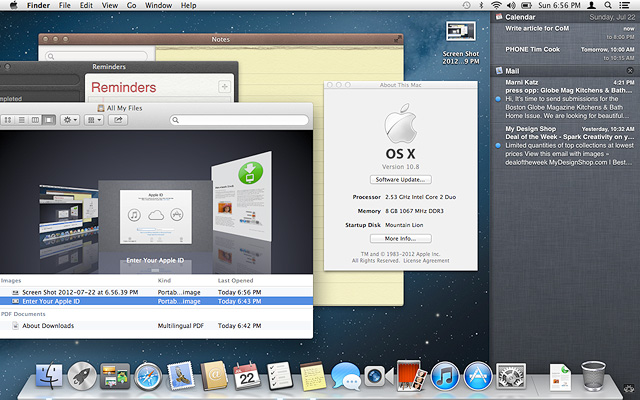 Finder File Edit View Go Window Help
Sun 6:56 PM
Notes
Screen Shot
2012...9 PM
Reminders
mpleted
Reminders
All My Files
Apple ID
Enter Your Apple ID
Images Kind Last Opened
Screen Shot 2012-07-22 at 6.56.39 PM Portab...image Today 6:56 PM
Enter Your Apple ID Portab...image Today 6:43 PM
PDF Documents
About Downloads Multilingual PDF Today 6:42 PM
About This Mac
OS X
Version 10.8
Software Update...
Processor 2.53 GHz Intel Core 2 Duo
Memory 8 GB 1067 MHz DDR3
Startup Disk Mountain Lion
More Info...
TM and © 1983–2012 Apple Inc.
All Rights Reserved. License Agreement
Calendar Sunday, Jul 22
Write article for CoM now
to 8:00 PM
PHONE Tim Cook Tomorrow, 10:00 AM
to 10:15 AM
Mail
Marni Katz 4:21 PM
press opp: Globe Mag Kitchens & Bath...
Hi, It's time to send submissions for the
Boston Globe Magazine Kitchens & Bath
Home Issue. We are looking for beautiful...
My Design Shop Yesterday, 10:32 AM
Deal of the Week - Spark Creativity on y...
Limited quantities of top collections at lowest
prices View this email with images »
dealoftheweek MyDesignShop.com I Best...
22